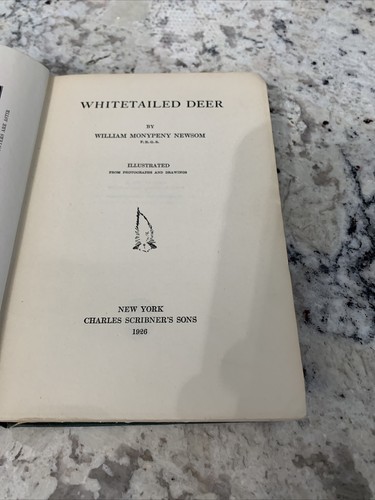 WHITETAILED DEER
BY
WILLIAM MONYPENY NEWSOM
F. R. G. S.
ILLUSTRATED
FROM PHOTOGRAPHS AND DRAWINGS
NEW YORK
CHARLES SCRIBNER'S SONS
1926